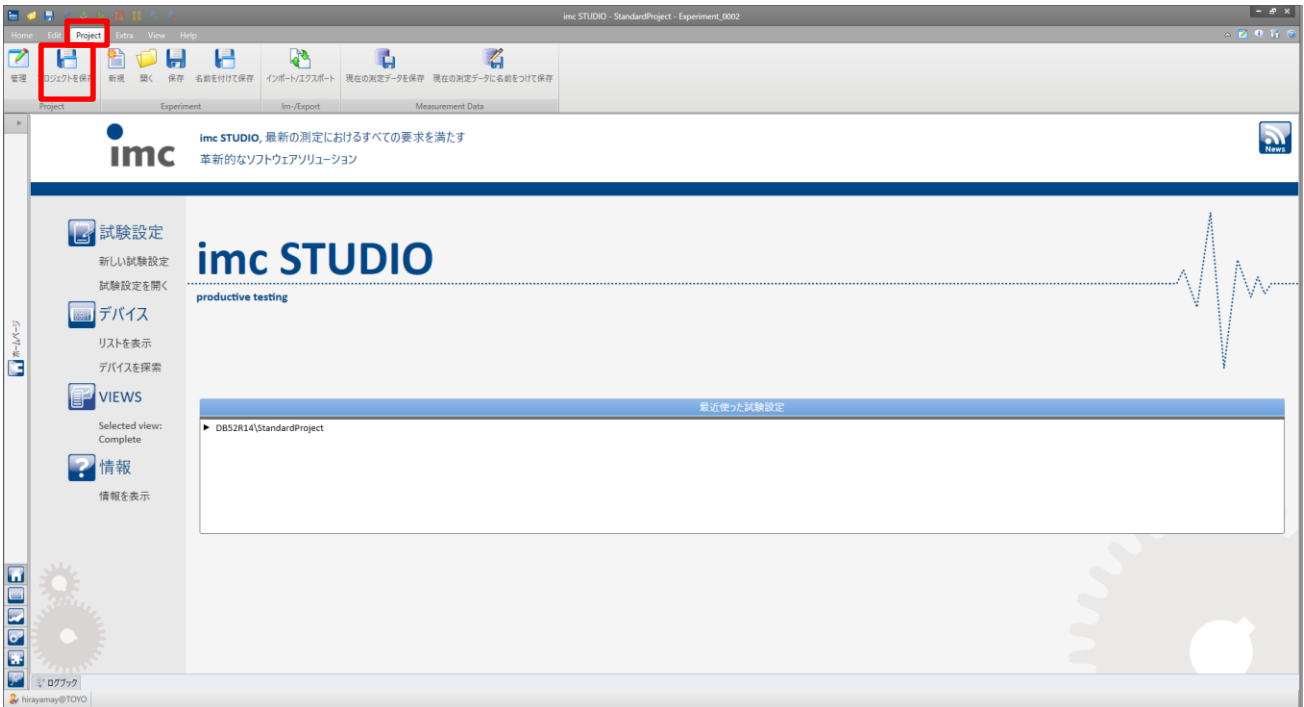 imc STUDIO - StandardProject - Experiment_0002
Home Edit Project Extra View Help
管理 プロジェクトを保存 新規 開く 保存 名前を付けて保存 インポート/エクスポート 現在の測定データを保存 現在の測定データに名前をつけて保存
Project Experiment Im-/Export Measurement Data
imc
imc STUDIO, 最新の測定におけるすべての要求を満たす
革新的なソフトウェアソリューション
News
試験設定
新しい試験設定
試験設定を開く
imc STUDIO
productive testing
デバイス
リストを表示
デバイスを探索
ホームページ
VIEWS
Selected view:
Complete
最近使った試験設定
DB52R14\StandardProject
情報
情報を表示
ログブック
hirayamay@TOYO